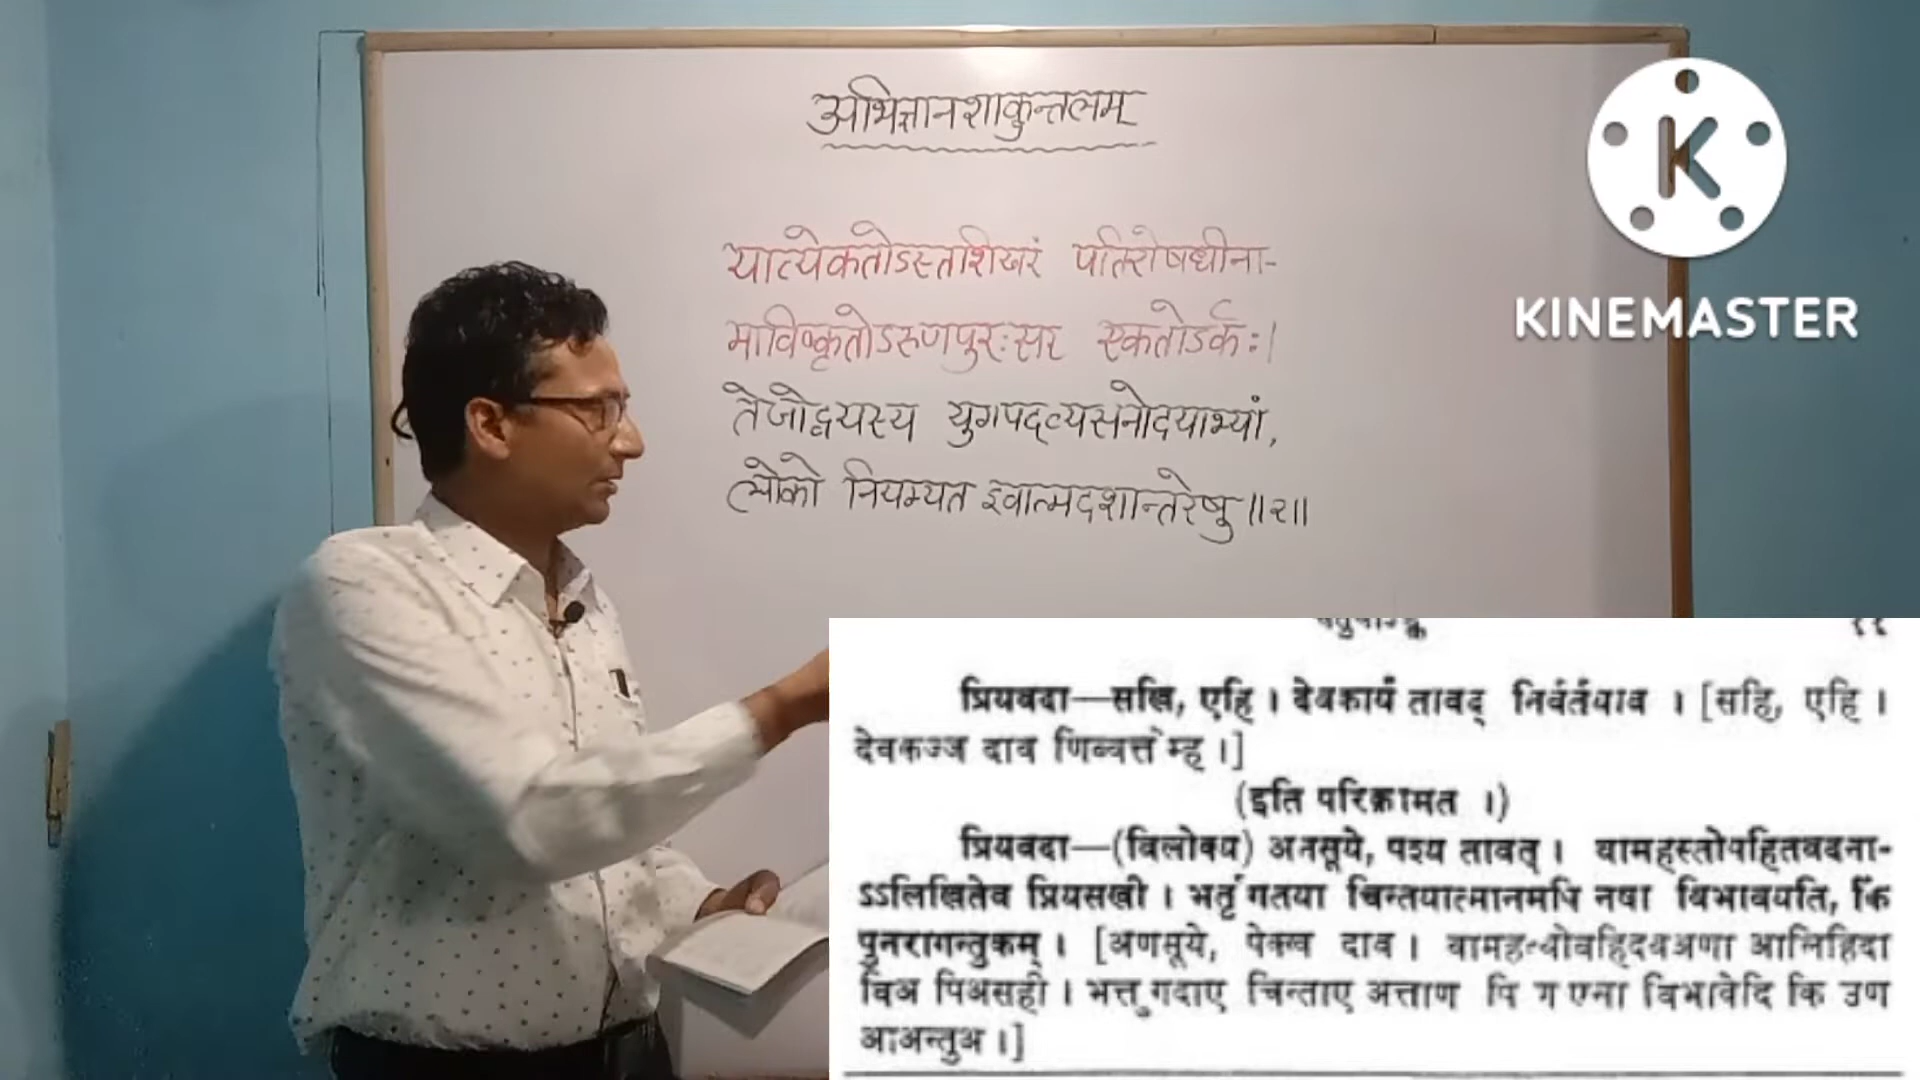 अभिज्ञानशाकुन्तलम्
यात्येकतोऽस्तशिखरं पतिरोषधीना-
माविष्कृतोऽरुणपुरःसर एकतोऽर्कः।
तेजोद्वयस्य युगपद्व्यसनोदयाभ्यां,
लोको नियम्यत इवात्मदशान्तरेषु ॥२॥
K
KINEMASTER
प्रियवदा—सखि, एहि । देवकार्यं तावद् निर्वर्तयाव । [सहि, एहि ।
देवकज्ज दाव णिव्वत्तेम्ह ।]
(इति परिक्रामत ।)
प्रियवदा—(विलोक्य) अनसूये, पश्य तावत् । वामहस्तोपहितवदना-
ऽऽलिखितेव प्रियसखी । भर्तृगतया चिन्तयात्मानमपि नैषा विभावयति, किं
पुनरागन्तुकम् । [अणसूये, पेक्ख दाव । वामहत्थोवहिदवअणा आलिहिदा
विअ पिअसही । भत्तुगदाए चिन्ताए अत्ताण पि ण एसा विभावेदि कि उण
आअन्तुअ ।]